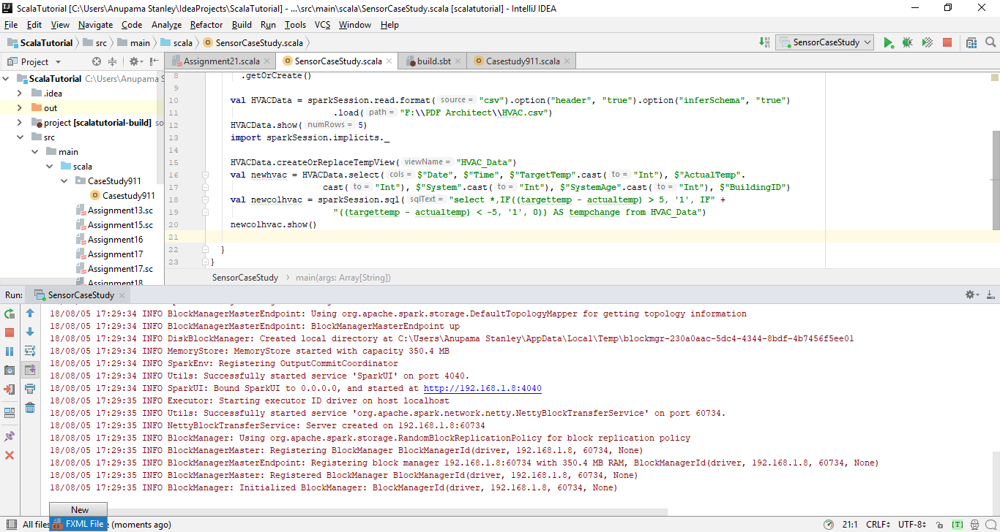 ScalaTutorial [C:\Users\Anupama Stanley\IdeaProjects\ScalaTutorial] - ...\src\main\scala\SensorCaseStudy.scala [scalatutorial] - IntelliJ IDEA
File Edit View Navigate Code Analyze Refactor Build Run Tools VCS Window Help
ScalaTutorial src main scala SensorCaseStudy.scala SensorCaseStudy
Project Assignment21.scala SensorCaseStudy.scala build.sbt Casestudy911.scala
ScalaTutorial C:\Users\Anupama S
.idea
out
project [scalatutorial-build] so
src
main
scala
CaseStudy911
Casestudy911
Assignment13.sc
Assignment15.sc
Assignment16
Assignment17
Assignment17.sc
Assignment18
8 .getOrCreate()
9
10 val HVACData = sparkSession.read.format( source = "csv").option("header", "true").option("inferSchema", "true")
11 .load( path = "F:\\PDF Architect\\HVAC.csv")
12 HVACData.show( numRows = 5)
13 import sparkSession.implicits._
14
15 HVACData.createOrReplaceTempView( viewName = "HVAC_Data")
16 val newhvac = HVACData.select( cols = $"Date", $"Time", $"TargetTemp".cast( to = "Int"), $"ActualTemp".
17 cast( to = "Int"), $"System".cast( to = "Int"), $"SystemAge".cast( to = "Int"), $"BuildingID")
18 val newcolhvac = sparkSession.sql( sqlText = "select *,IF((targettemp - actualtemp) > 5, '1', IF" +
19 "((targettemp - actualtemp) < -5, '1', 0)) AS tempchange from HVAC_Data")
20 newcolhvac.show()
21
22 }
23 }
SensorCaseStudy main(args: Array[String])
Run: SensorCaseStudy
18/08/05 17:29:34 INFO BlockManagerMasterEndpoint: Using org.apache.spark.storage.DefaultTopologyMapper for getting topology information
18/08/05 17:29:34 INFO BlockManagerMasterEndpoint: BlockManagerMasterEndpoint up
18/08/05 17:29:34 INFO DiskBlockManager: Created local directory at C:\Users\Anupama Stanley\AppData\Local\Temp\blockmgr-230a0aac-5dc4-4344-8bdf-4b7456f5ee01
18/08/05 17:29:34 INFO MemoryStore: MemoryStore started with capacity 350.4 MB
18/08/05 17:29:34 INFO SparkEnv: Registering OutputCommitCoordinator
18/08/05 17:29:34 INFO Utils: Successfully started service 'SparkUI' on port 4040.
18/08/05 17:29:34 INFO SparkUI: Bound SparkUI to 0.0.0.0, and started at http://192.168.1.8:4040
18/08/05 17:29:35 INFO Executor: Starting executor ID driver on host localhost
18/08/05 17:29:35 INFO Utils: Successfully started service 'org.apache.spark.network.netty.NettyBlockTransferService' on port 60734.
18/08/05 17:29:35 INFO NettyBlockTransferService: Server created on 192.168.1.8:60734
18/08/05 17:29:35 INFO BlockManager: Using org.apache.spark.storage.RandomBlockReplicationPolicy for block replication policy
18/08/05 17:29:35 INFO BlockManagerMaster: Registering BlockManager BlockManagerId(driver, 192.168.1.8, 60734, None)
18/08/05 17:29:35 INFO BlockManagerMasterEndpoint: Registering block manager 192.168.1.8:60734 with 350.4 MB RAM, BlockManagerId(driver, 192.168.1.8, 60734, None)
18/08/05 17:29:35 INFO BlockManagerMaster: Registered BlockManager BlockManagerId(driver, 192.168.1.8, 60734, None)
18/08/05 17:29:35 INFO BlockManager: Initialized BlockManager: BlockManagerId(driver, 192.168.1.8, 60734, None)
New
FXML File
All files (moments ago) 21:1 CRLF UTF-8 [T]